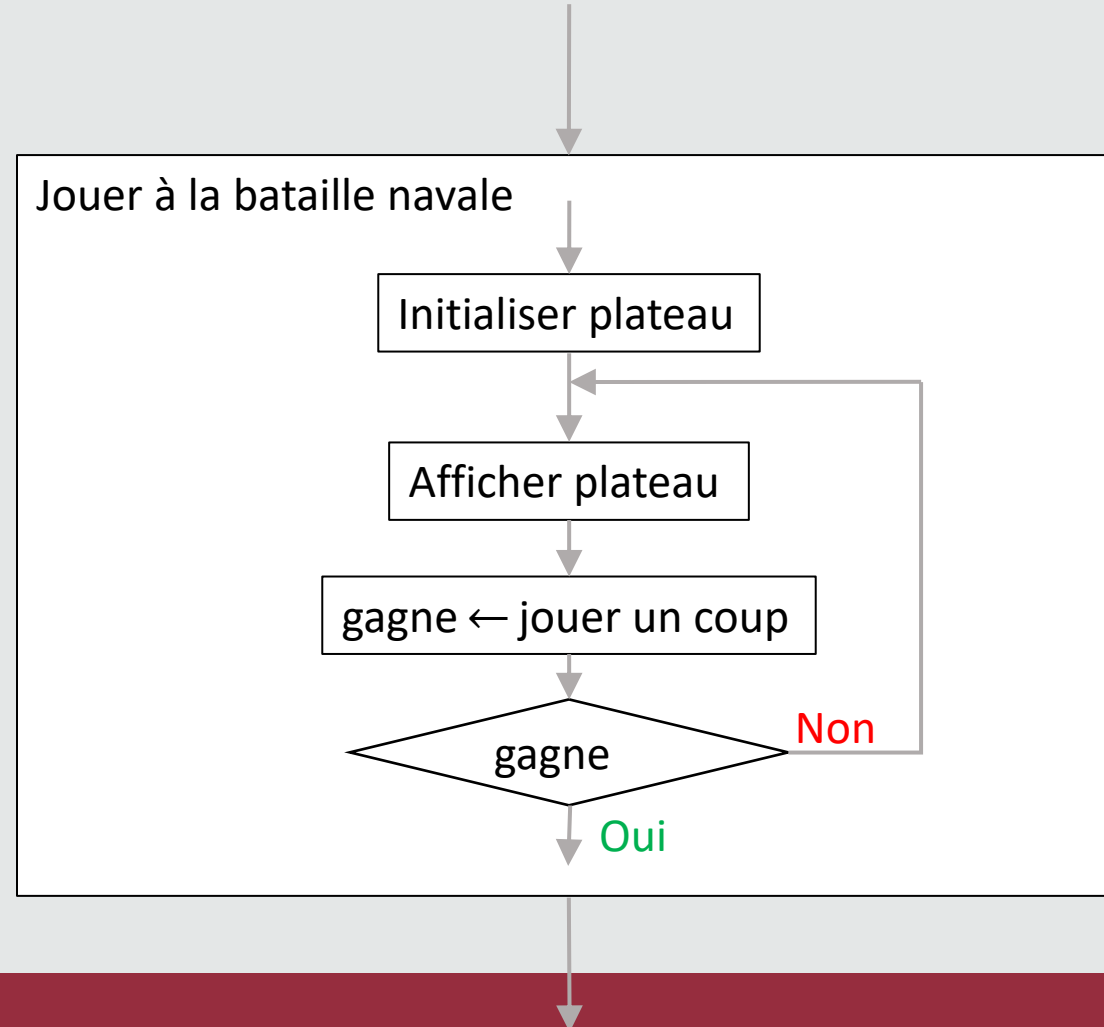 Jouer à la bataille navale
Initialiser plateau
Afficher plateau
gagne ← jouer un coup
gagne
Non
Oui